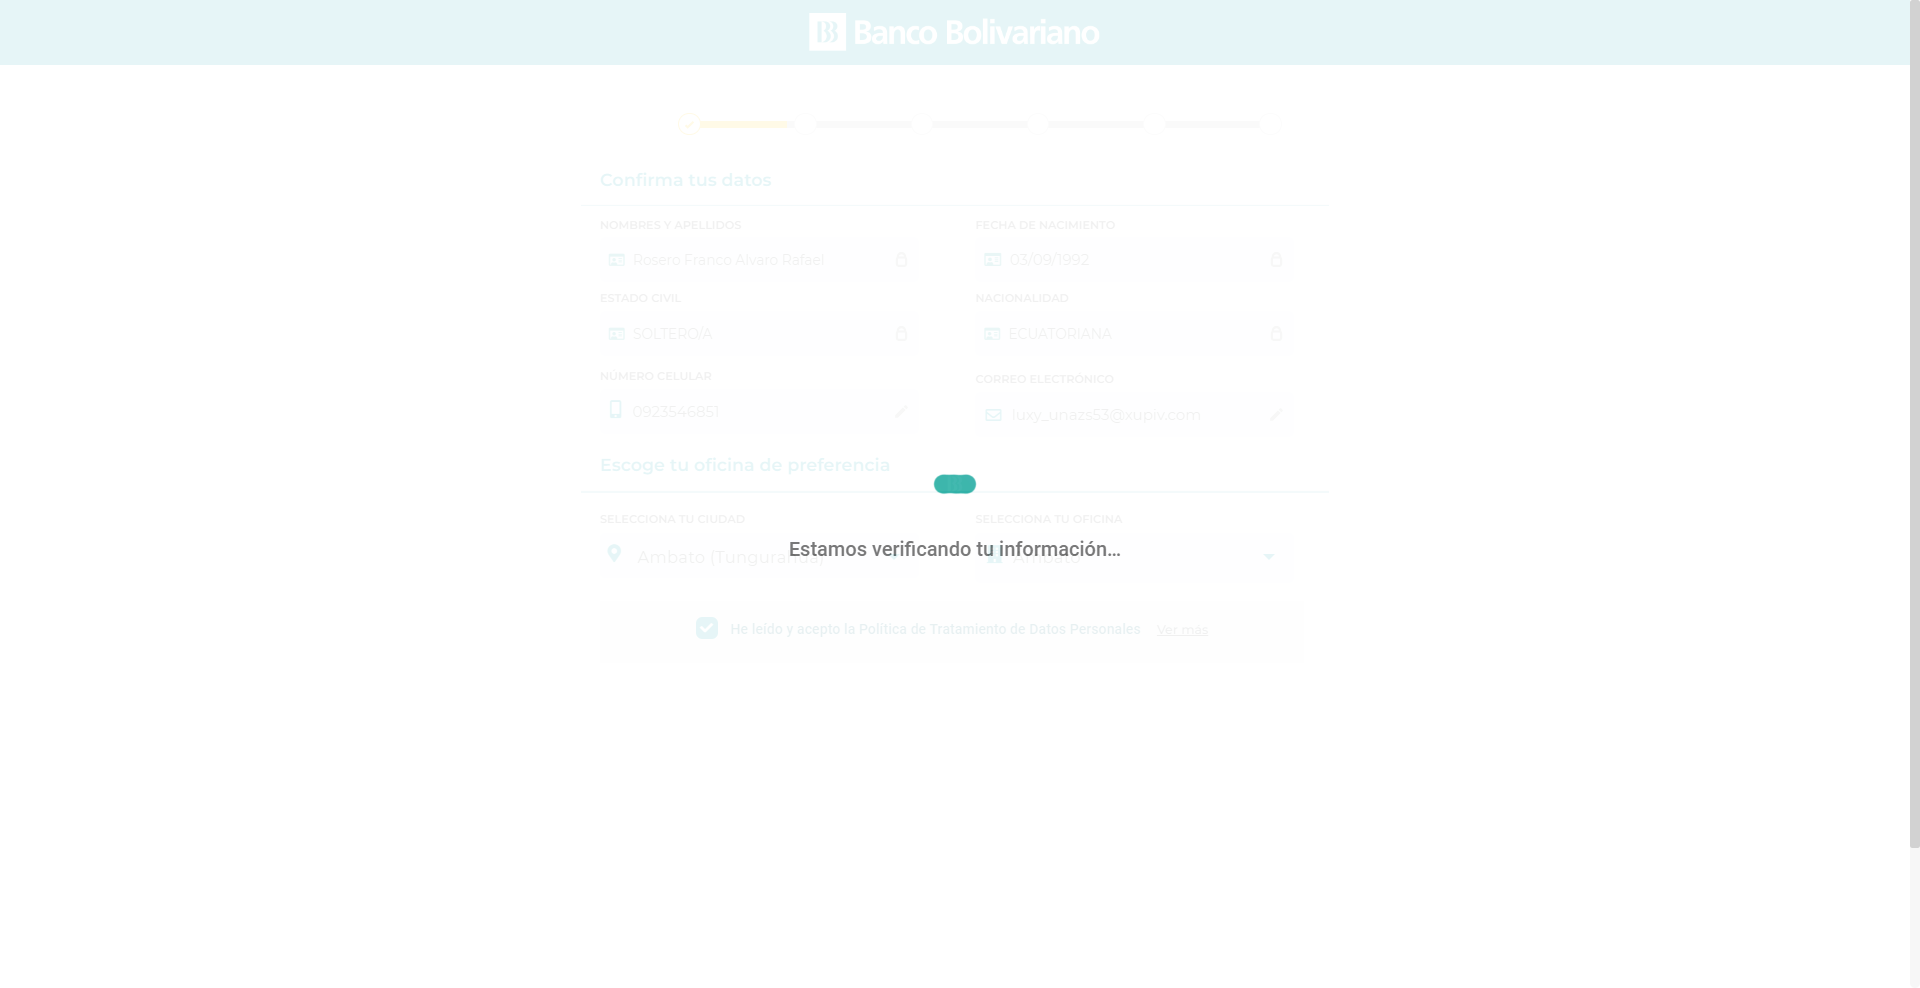 Banco Bolivariano
Confirma tus datos
NOMBRES Y APELLIDOS
FECHA DE NACIMIENTO
Rosero Franco Alvaro Rafael
03/09/1992
ESTADO CIVIL
NACIONALIDAD
SOLTERO/A
ECUATORIANA
NÚMERO CELULAR
CORREO ELECTRÓNICO
0923546851
luxy_unazs53@xupiv.com
Escoge tu oficina de preferencia
SELECCIONA TU CIUDAD
SELECCIONA TU OFICINA
Estamos verificando tu información...
Ambato (Tungurahua)
Ambato
He leído y acepto la Política de Tratamiento de Datos Personales
Ver más